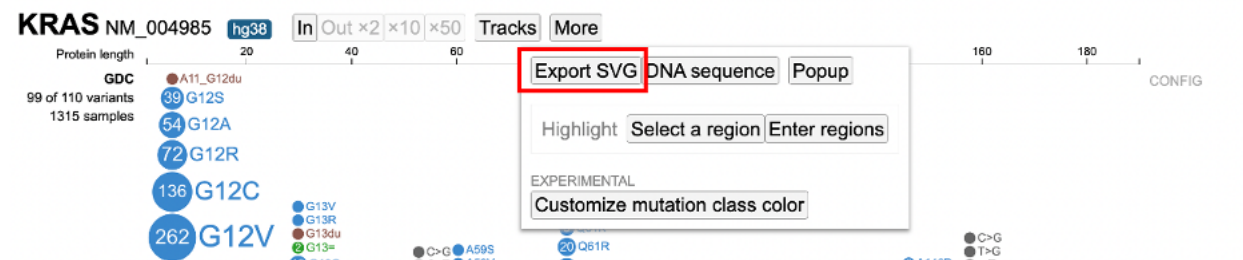 KRAS NM_004985 hg38 In Out ×2 ×10 ×50 Tracks More
Protein length 20 40 60 160 180
Export SVG DNA sequence Popup
CONFIG
GDC
99 of 110 variants
1315 samples
A11_G12du
39 G12S
54 G12A
72 G12R
136 G12C
262 G12V
G13V
G13R
G13du
2 G13=
Highlight Select a region Enter regions
EXPERIMENTAL
Customize mutation class color
C>G A59S
20 Q61R
C>G
T>G